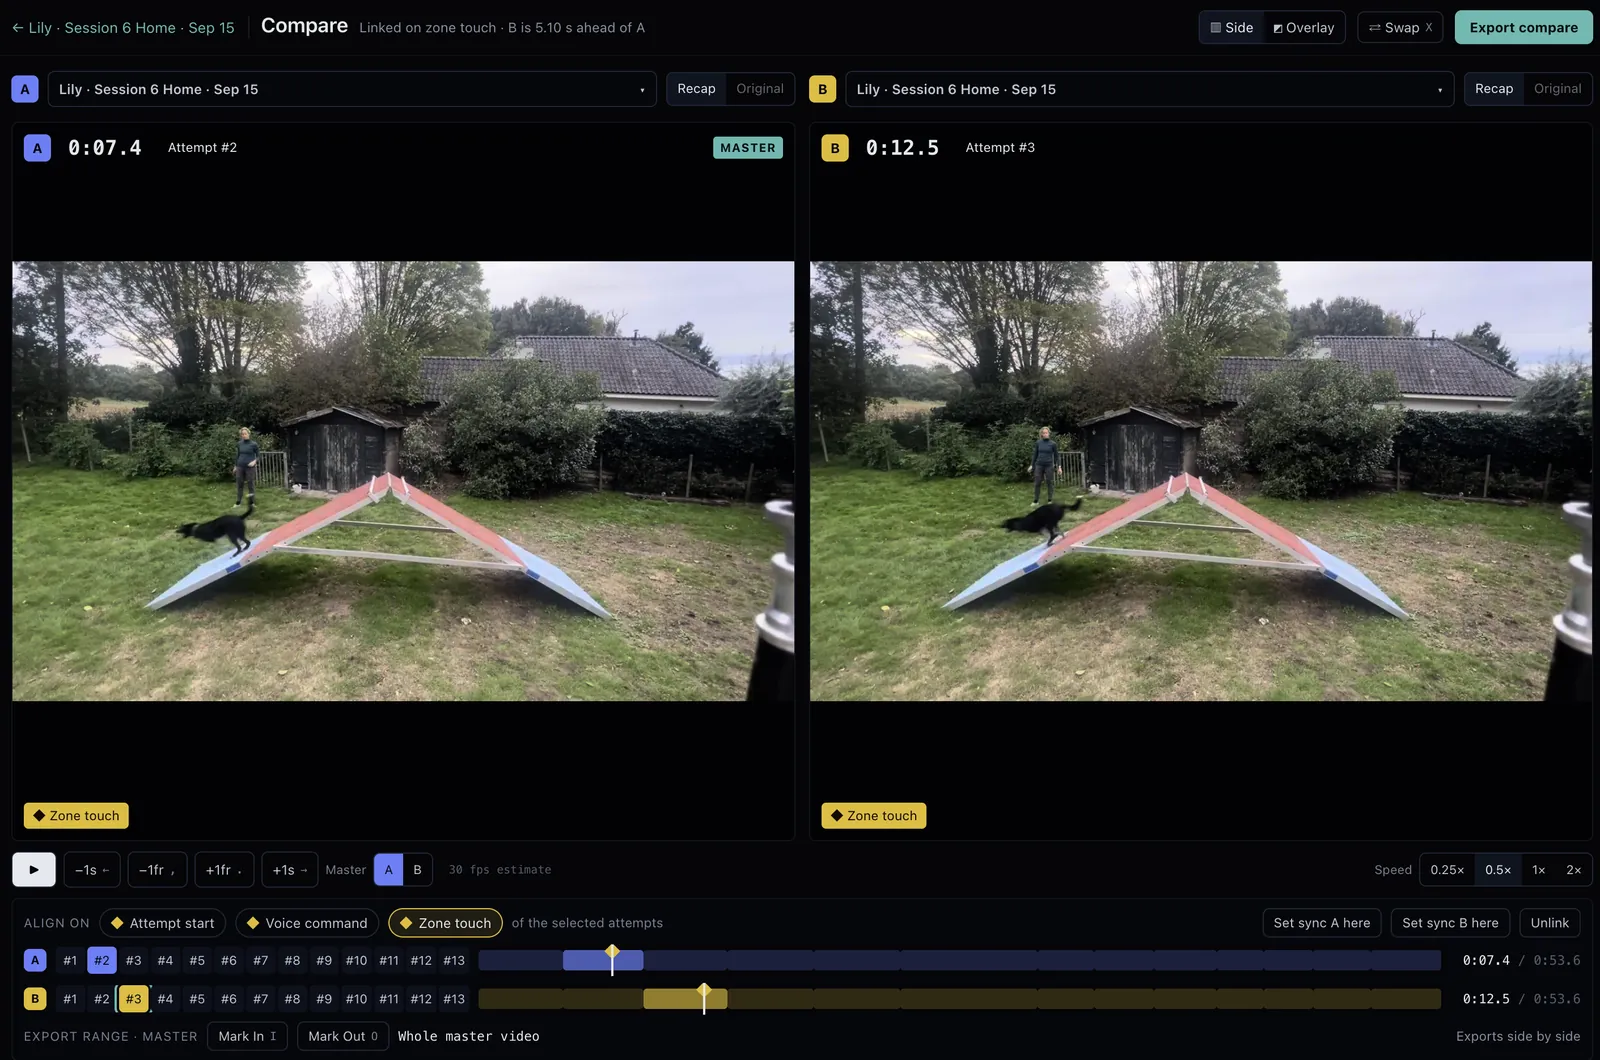 ← Lily · Session 6 Home · Sep 15 Compare Linked on zone touch · B is 5.10 s ahead of A Side Overlay Swap X Export compare
A Lily · Session 6 Home · Sep 15 Recap Original B Lily · Session 6 Home · Sep 15 Recap Original
A 0:07.4 Attempt #2 MASTER B 0:12.5 Attempt #3
Zone touch Zone touch
−1s ← −1fr , +1fr . +1s → Master A B 30 fps estimate Speed 0.25× 0.5× 1× 2×
ALIGN ON Attempt start Voice command Zone touch of the selected attempts Set sync A here Set sync B here Unlink
A #1 #2 #3 #4 #5 #6 #7 #8 #9 #10 #11 #12 #13 0:07.4 / 0:53.6
B #1 #2 #3 #4 #5 #6 #7 #8 #9 #10 #11 #12 #13 0:12.5 / 0:53.6
EXPORT RANGE · MASTER Mark In I Mark Out O Whole master video Exports side by side